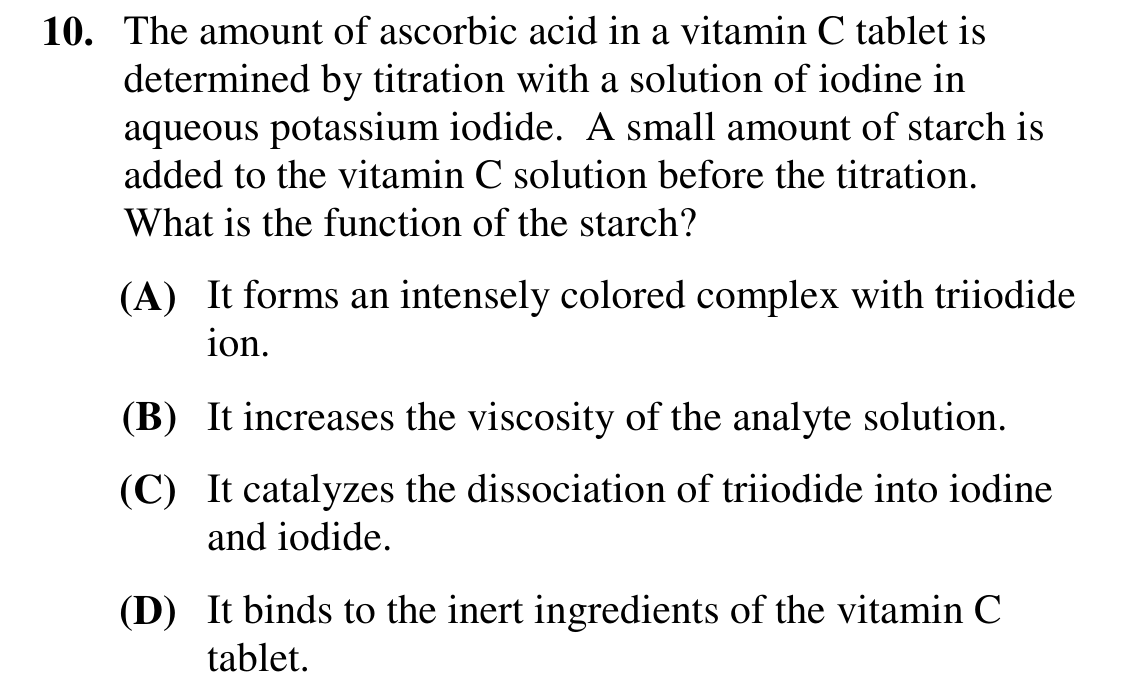 10. The amount of ascorbic acid in a vitamin C tablet is
determined by titration with a solution of iodine in
aqueous potassium iodide. A small amount of starch is
added to the vitamin C solution before the titration.
What is the function of the starch?
(A) It forms an intensely colored complex with triiodide
ion.
(B) It increases the viscosity of the analyte solution.
(C) It catalyzes the dissociation of triiodide into iodine
and iodide.
(D) It binds to the inert ingredients of the vitamin C
tablet.